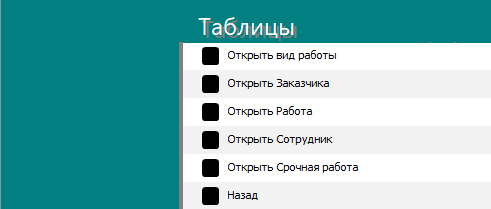 Таблицы
Открыть вид работы
Открыть Заказчика
Открыть Работа
Открыть Сотрудник
Открыть Срочная работа
Назад